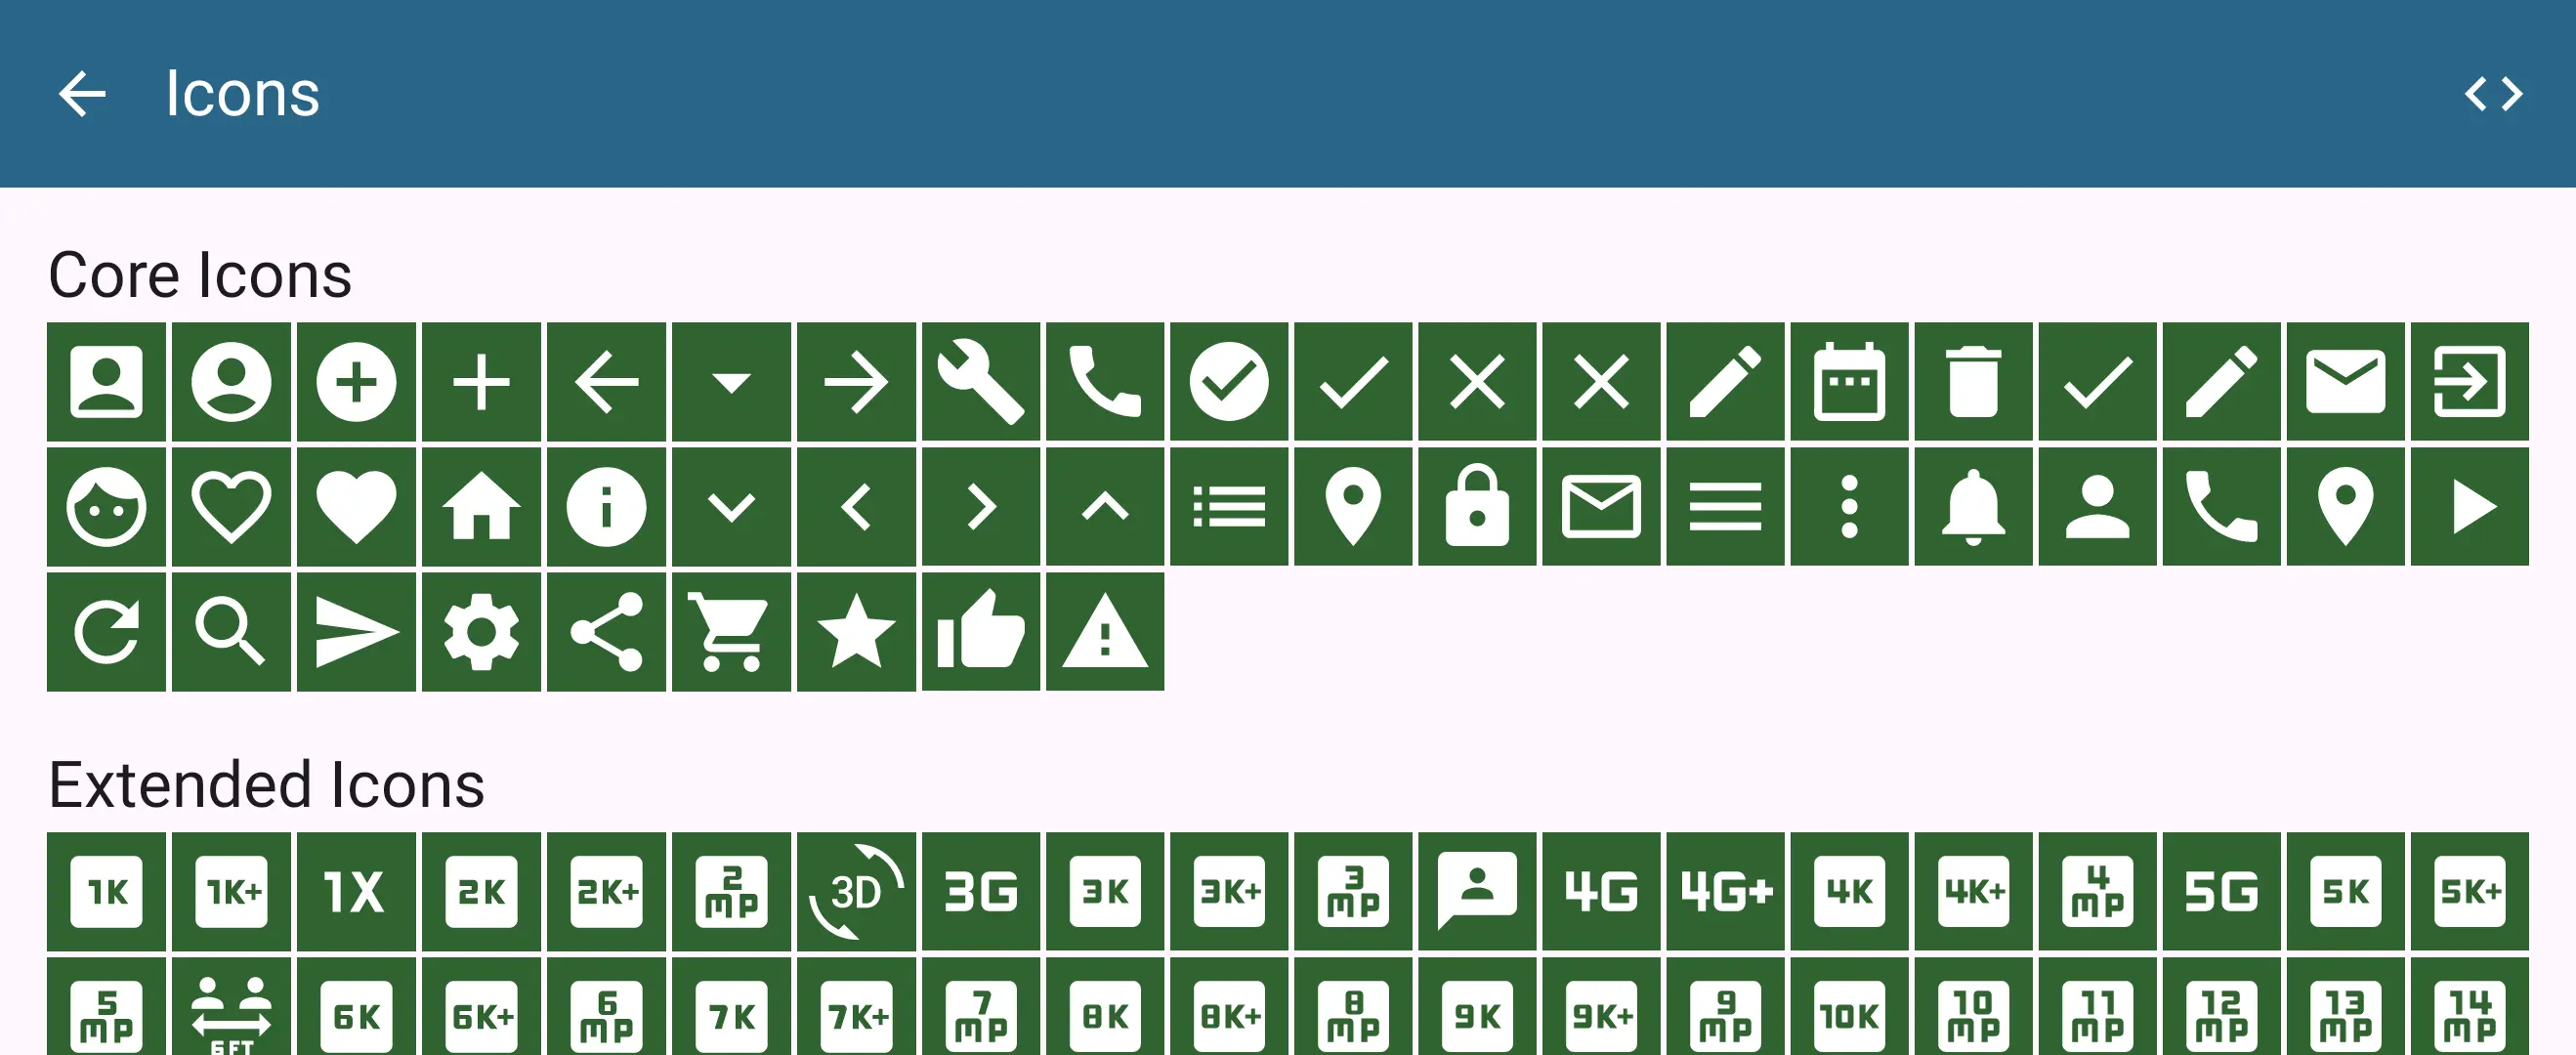 Icons
Core Icons
Extended Icons
1K 1K+ 1X 2K 2K+ 2 MP 3D 3G 3K 3K+ 3 MP 4G 4G+ 4K 4K+ 4 MP 5G 5K 5K+
5 MP 6FT 6K 6K+ 6 MP 7K 7K+ 7 MP 8K 8K+ 8 MP 9K 9K+ 9 MP 10K 10 MP 11 MP 12 MP 13 MP 14 MP